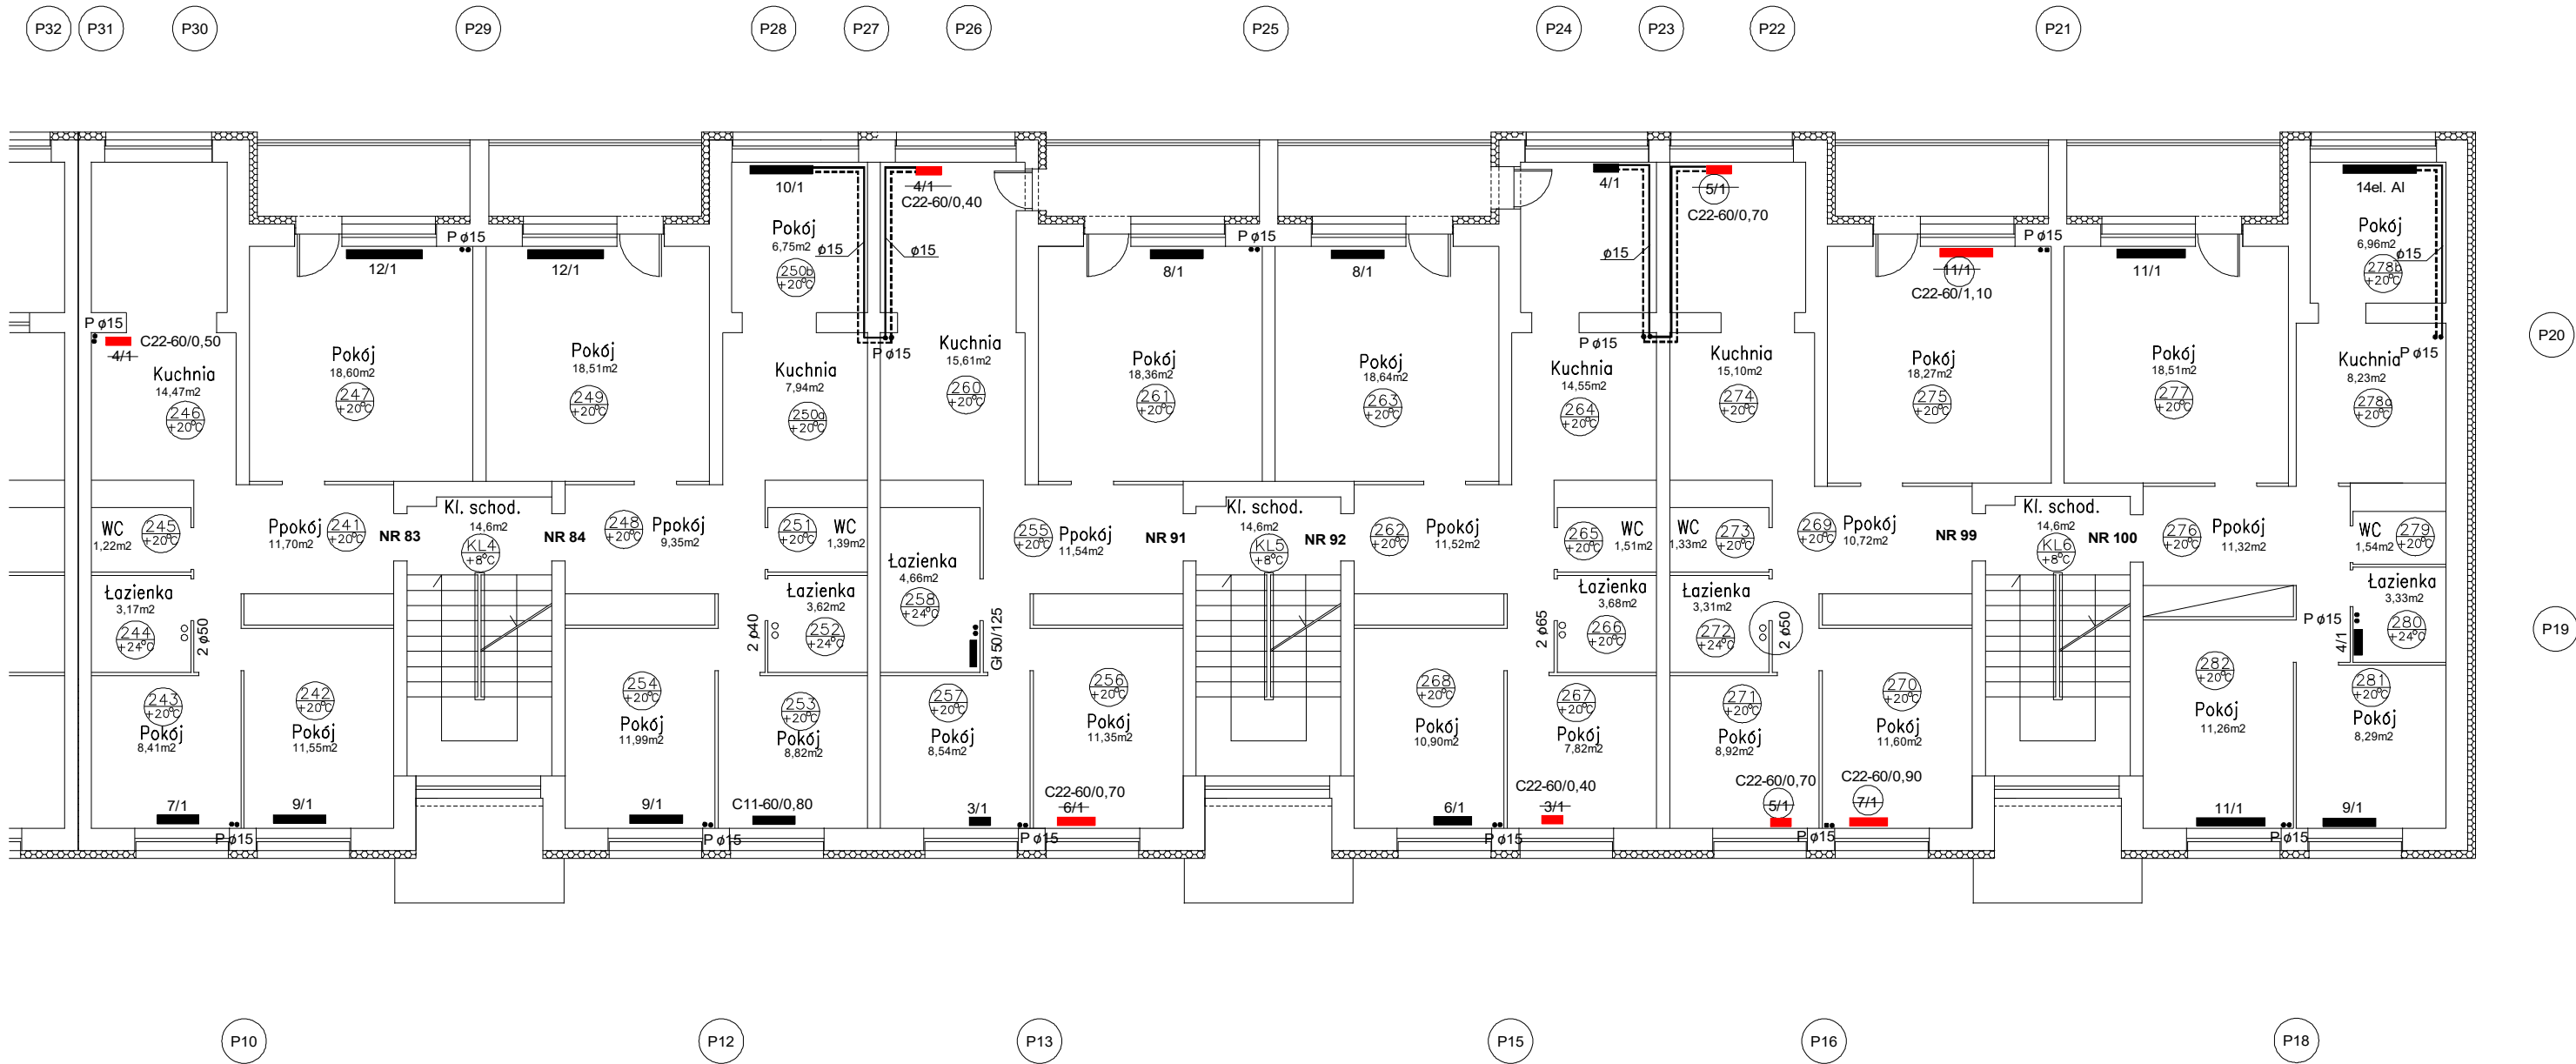 P32 P31 P30 P29 P28 P27 P26 P25 P24 P23 P22 P21
10/1
4/1
C22-60/0,40
4/1
5/1
C22-60/0,70
14el. Al
Pokój
6,75m2
250b
+20°C
ø15
ø15
ø15
Pokój
6,96m2
278b
+20°C
ø15
P ø15
12/1
12/1
P ø15
8/1
8/1
P ø15
11/1
C22-60/1,10
11/1
P ø15
C22-60/0,50
4/1
P ø15
P ø15
P ø15
P20
Kuchnia
14,47m2
246
+20°C
Pokój
18,60m2
247
+20°C
Pokój
18,51m2
249
+20°C
Kuchnia
7,94m2
250a
+20°C
Kuchnia
15,61m2
260
+20°C
Pokój
18,36m2
261
+20°C
Pokój
18,64m2
263
+20°C
Kuchnia
14,55m2
264
+20°C
Kuchnia
15,10m2
274
+20°C
Pokój
18,27m2
275
+20°C
Pokój
18,51m2
277
+20°C
Kuchnia
8,23m2
278a
+20°C
WC
1,22m2
245
+20°C
Ppokój
11,70m2
241
+20°C
NR 83
Kl. schod.
14,6m2
KL4
+8°C
NR 84
248
+20°C
Ppokój
9,35m2
251
+20°C
WC
1,39m2
Łazienka
4,66m2
258
+24°C
255
+20°C
Ppokój
11,54m2
NR 91
Kl. schod.
14,6m2
KL5
+8°C
NR 92
262
+20°C
Ppokój
11,52m2
265
+20°C
WC
1,51m2
WC
1,33m2
273
+20°C
269
+20°C
Ppokój
10,72m2
NR 99
Kl. schod.
14,6m2
KL6
+8°C
NR 100
276
+20°C
Ppokój
11,32m2
WC
1,54m2
279
+20°C
Łazienka
3,17m2
244
+24°C
2 ø50
2 ø40
Łazienka
3,62m2
252
+24°C
Gł 50/125
2 ø65
Łazienka
3,68m2
266
+20°C
Łazienka
3,31m2
272
+24°C
2 ø50
P ø15
4/1
Łazienka
3,33m2
280
+24°C
P19
243
+20°C
Pokój
8,41m2
242
+20°C
Pokój
11,55m2
254
+20°C
Pokój
11,99m2
253
+20°C
Pokój
8,82m2
257
+20°C
Pokój
8,54m2
256
+20°C
Pokój
11,35m2
268
+20°C
Pokój
10,90m2
267
+20°C
Pokój
7,82m2
271
+20°C
Pokój
8,92m2
270
+20°C
Pokój
11,60m2
282
+20°C
Pokój
11,26m2
281
+20°C
Pokój
8,29m2
7/1
P ø15
9/1
9/1
P ø15
C11-60/0,80
3/1
P ø15
C22-60/0,70
6/1
6/1
P ø15
C22-60/0,40
3/1
C22-60/0,70
5/1
P ø15
C22-60/0,90
7/1
11/1
P ø15
9/1
P10 P12 P13 P15 P16 P18